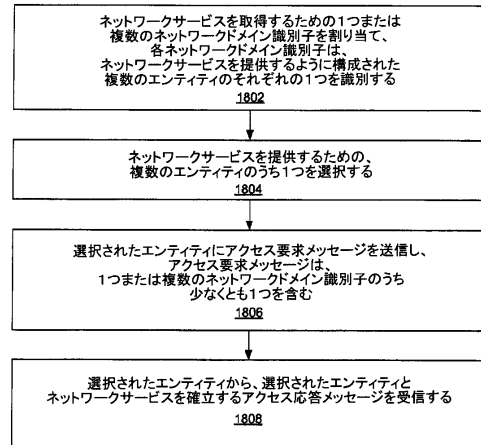 ネットワークサービスを取得するための1つまたは
複数のネットワークドメイン識別子を割り当て、
各ネットワークドメイン識別子は、
ネットワークサービスを提供するように構成された
複数のエンティティのそれぞれの1つを識別する
1802
ネットワークサービスを提供するための、
複数のエンティティのうち1つを選択する
1804
選択されたエンティティにアクセス要求メッセージを送信し、
アクセス要求メッセージは、
1つまたは複数のネットワークドメイン識別子のうち
少なくとも1つを含む
1806
選択されたエンティティから、選択されたエンティティと
ネットワークサービスを確立するアクセス応答メッセージを受信する
1808